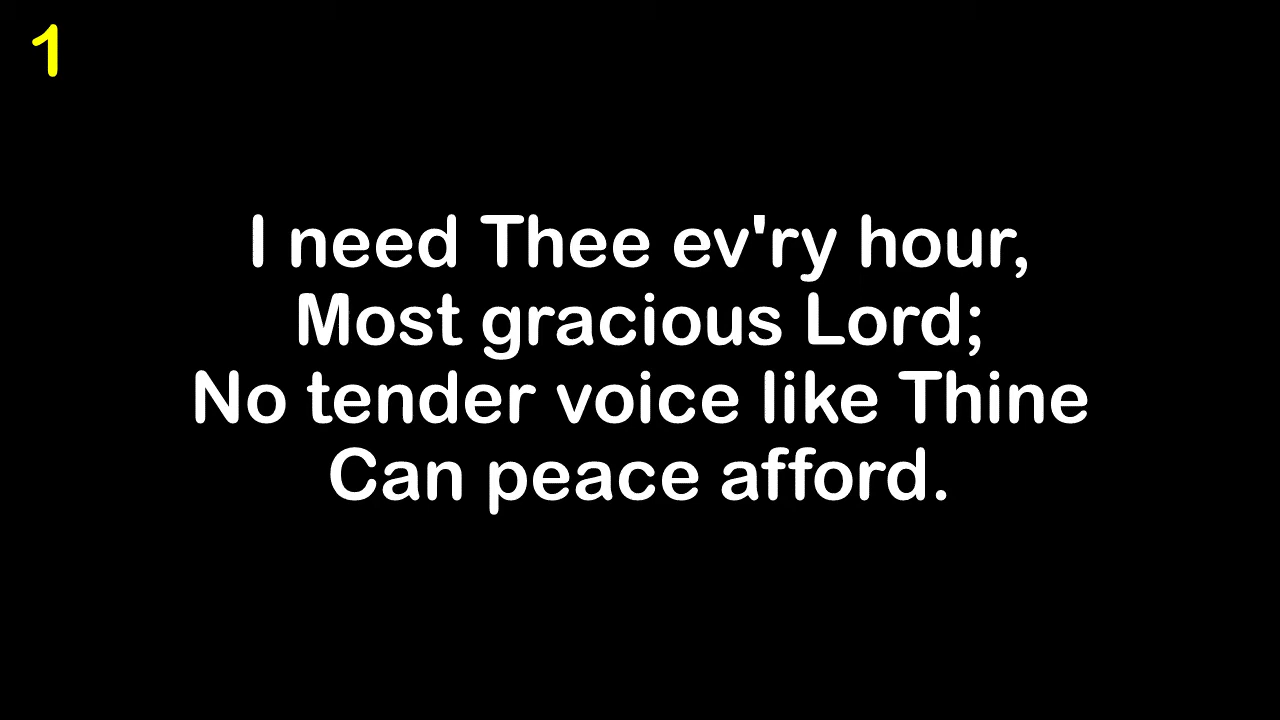 1
I need Thee ev'ry hour,
Most gracious Lord;
No tender voice like Thine
Can peace afford.